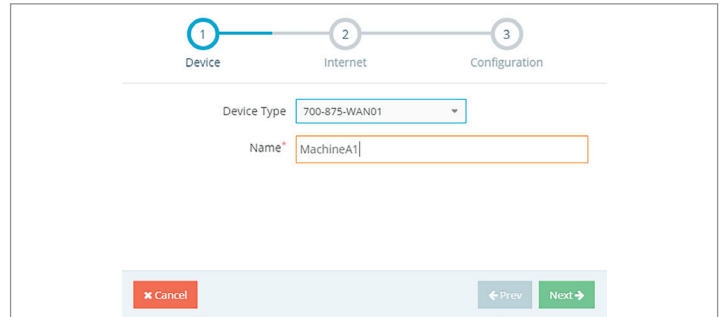 1 2 3
Device Internet Configuration
Device Type 700-875-WAN01
Name* MachineA1
✖ Cancel ←Prev Next→